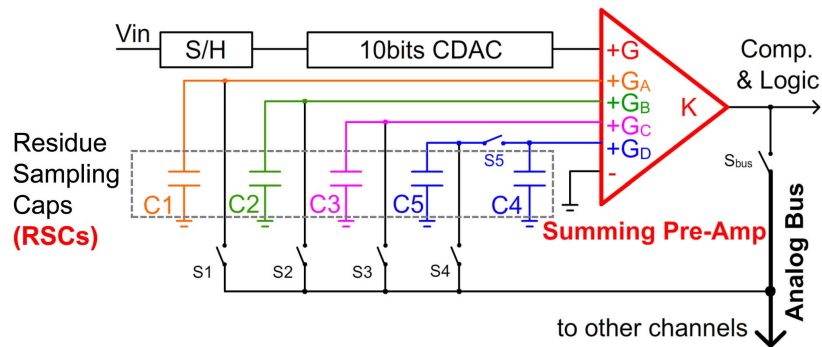 Vin
S/H
10bits CDAC
+G
+GA
+GB
+GC
+GD
-
K
Comp.
& Logic
Residue
Sampling
Caps
(RSCs)
C1
C2
C3
C5
C4
S5
Sbus
Summing Pre-Amp
S1
S2
S3
S4
Analog Bus
to other channels